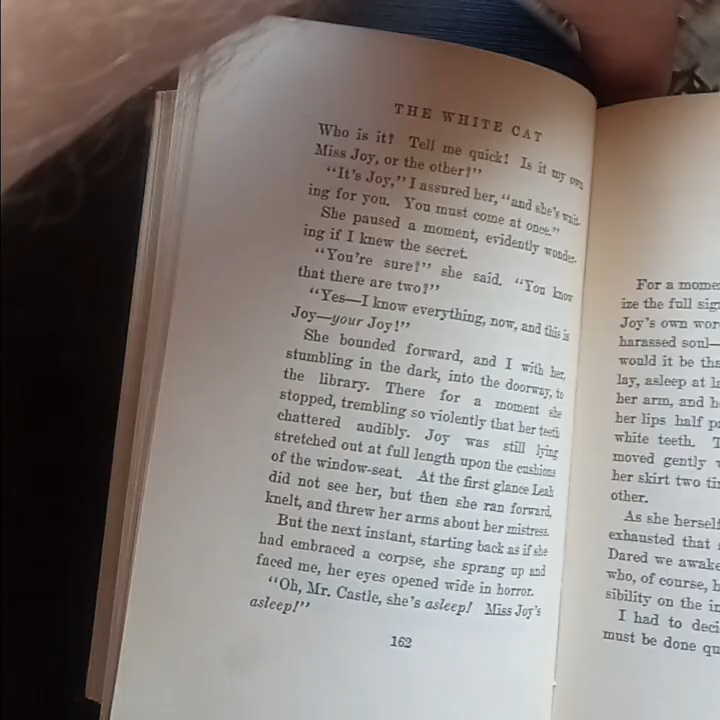 THE WHITE CAT
Who is it? Tell me quick! Is it my own
Miss Joy, or the other?"
"It's Joy," I assured her, "and she's wait-
ing for you. You must come at once."
She paused a moment, evidently wonder-
ing if I knew the secret.
"You're sure?" she said. "You know
that there are two?"
"Yes—I know everything, now, and this is
Joy—your Joy!"
She bounded forward, and I with her,
stumbling in the dark, into the doorway, to
the library. There for a moment she
stopped, trembling so violently that her teeth
chattered audibly. Joy was still lying
stretched out at full length upon the cushions
of the window-seat. At the first glance Leah
did not see her, but then she ran forward,
knelt, and threw her arms about her mistress.
But the next instant, starting back as if she
had embraced a corpse, she sprang up and
faced me, her eyes opened wide in horror.
"Oh, Mr. Castle, she's asleep! Miss Joy's
asleep!"
162
For a
ize the full
Joy's own
harassed soul—
would it be
lay, asleep at
her arm, and
her lips half
white teeth.
moved gently
her skirt two
other.
As she
exhausted that
Dared we
who, of course,
sibility on the
I had to
must be done